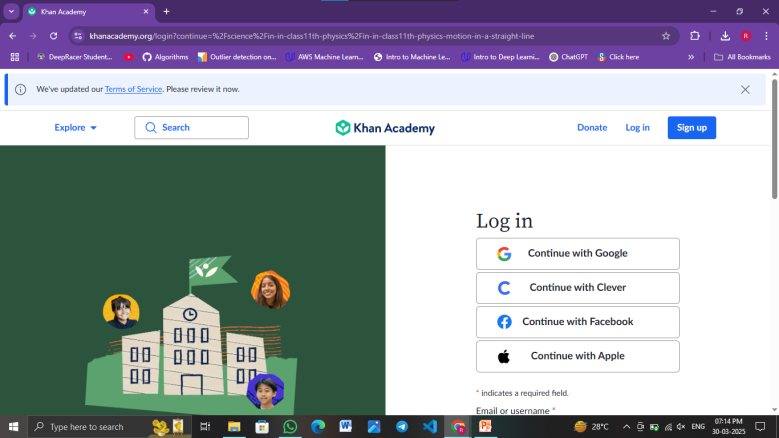 Khan Academy
khanacademy.org/login?continue=%2Fscience%2Fin-in-class11th-physics%2Fin-in-class11th-physics-motion-in-a-straight-line
R
DeepRacer Student... Algorithms Outlier detection on... AWS Machine Learn... Intro to Machine Le... Intro to Deep Learni... ChatGPT Click here » All Bookmarks
We've updated our Terms of Service. Please review it now.
Explore Search Khan Academy Donate Log in Sign up
Log in
Continue with Google
Continue with Clever
Continue with Facebook
Continue with Apple
* indicates a required field.
Email or username *
Type here to search 28°C ENG 07:14 PM
30-03-2025